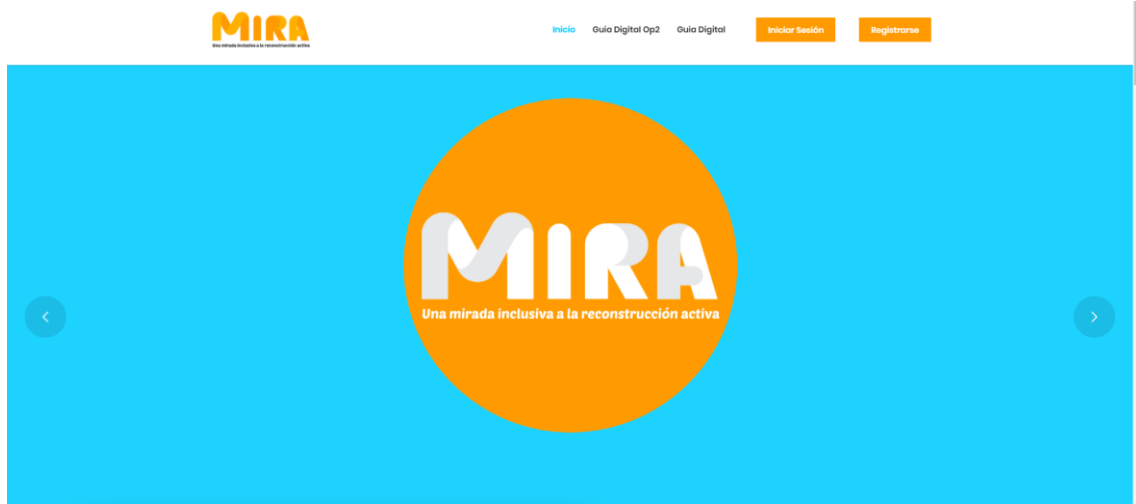 MIRA
Una mirada inclusiva a la reconstrucción activa
Inicio Guia Digital Op2 Guia Digital Iniciar Sesión Registrarse
MIRA
Una mirada inclusiva a la reconstrucción activa